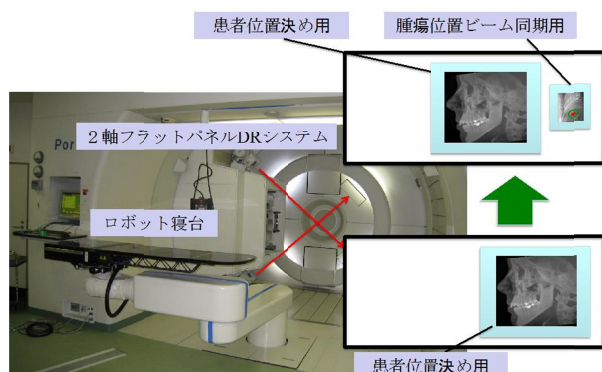 患者位置決め用
腫瘍位置ビーム同期用
Por
２軸フラットパネルDRシステム
ロボット寝台
患者位置決め用